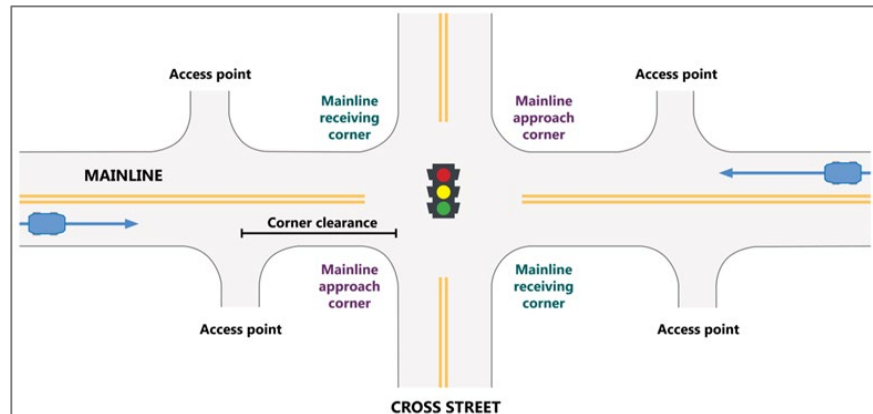 Access point
Access point
Mainline
receiving
corner
Mainline
approach
corner
MAINLINE
Corner clearance
Mainline
approach
corner
Mainline
receiving
corner
Access point
Access point
CROSS STREET